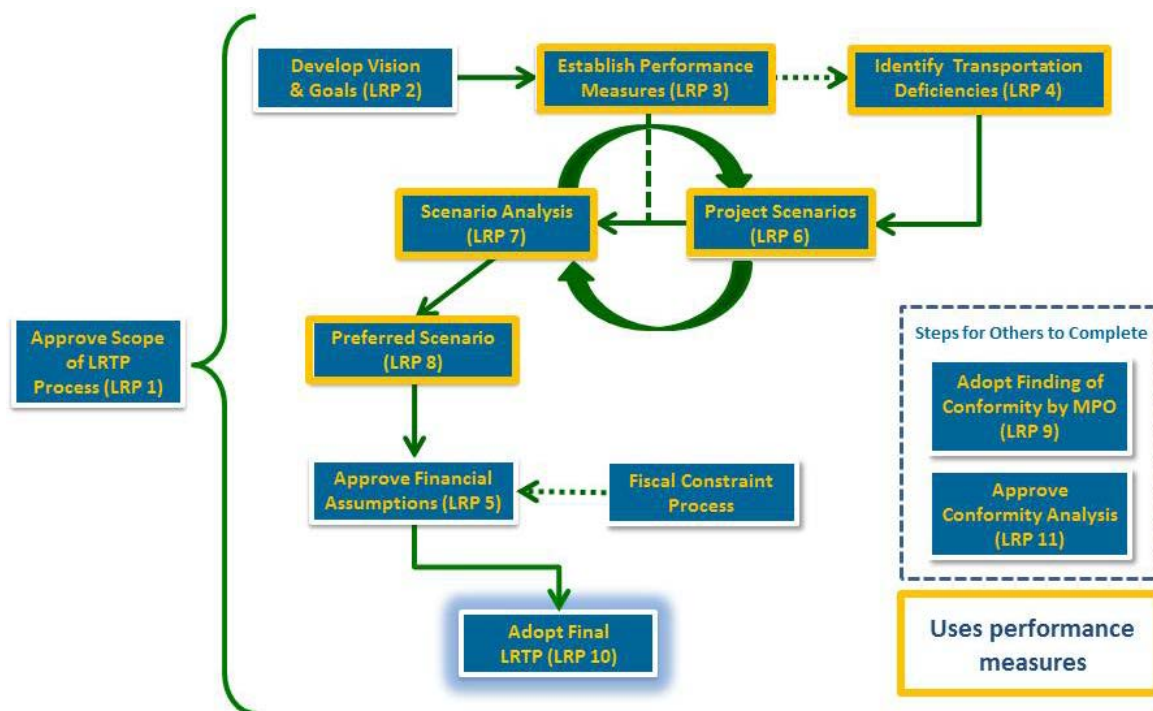 Develop Vision
& Goals (LRP 2)
Establish Performance
Measures (LRP 3)
Identify Transportation
Deficiencies (LRP 4)
Scenario Analysis
(LRP 7)
Project Scenarios
(LRP 6)
Approve Scope
of LRTP
Process (LRP 1)
Preferred Scenario
(LRP 8)
Approve Financial
Assumptions (LRP 5)
Fiscal Constraint
Process
Adopt Final
LRTP (LRP 10)
Steps for Others to Complete
Adopt Finding of
Conformity by MPO
(LRP 9)
Approve
Conformity Analysis
(LRP 11)
Uses performance
measures